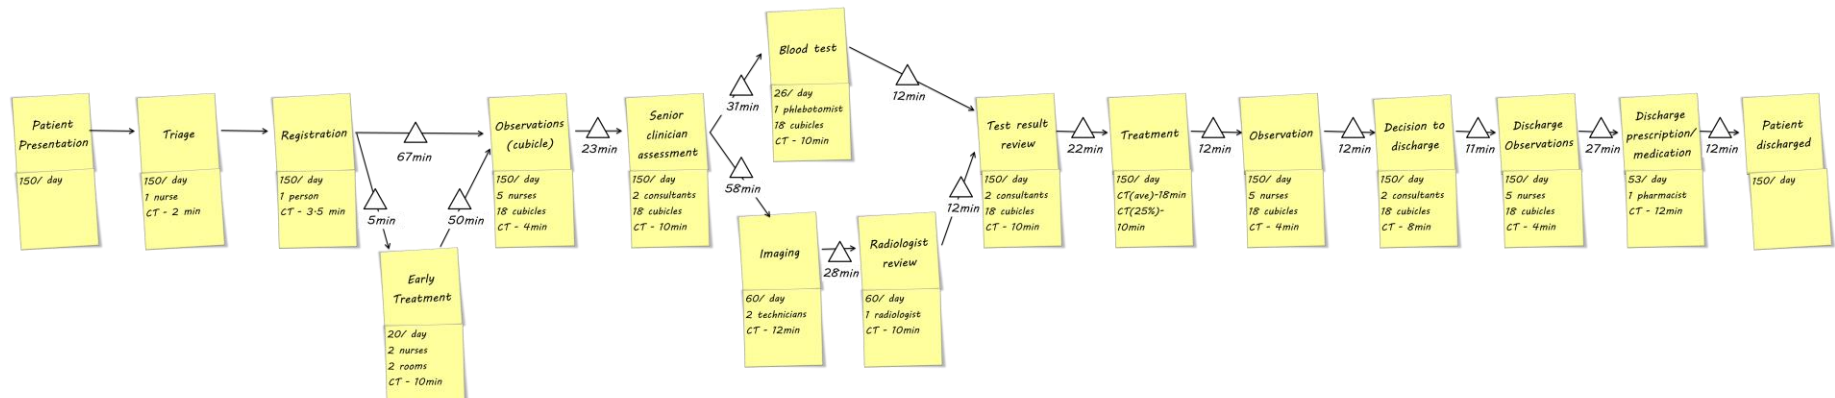 Patient
Presentation
150/ day
Triage
150/ day
1 nurse
CT - 2 min
Registration
150/ day
1 person
CT - 3-5 min
67min
5min
50min
Early
Treatment
20/ day
2 nurses
2 rooms
CT - 10min
Observations
(cubicle)
150/ day
5 nurses
18 cubicles
CT - 4min
23min
Senior
clinician
assessment
150/ day
2 consultants
18 cubicles
CT - 10min
31min
58min
Blood test
26/ day
1 phlebotomist
18 cubicles
CT - 10min
12min
Imaging
60/ day
2 technicians
CT - 12min
28min
Radiologist
review
60/ day
1 radiologist
CT - 10min
12min
Test result
review
150/ day
2 consultants
18 cubicles
CT - 10min
22min
Treatment
150/ day
CT(ave)-18min
CT(25%)-
10min
12min
Observation
150/ day
5 nurses
18 cubicles
CT - 4min
12min
Decision to
discharge
150/ day
2 consultants
18 cubicles
CT - 8min
11min
Discharge
Observations
150/ day
5 nurses
18 cubicles
CT - 4min
27min
Discharge
prescription/
medication
53/ day
1 pharmacist
CT - 12min
12min
Patient
discharged
150/ day